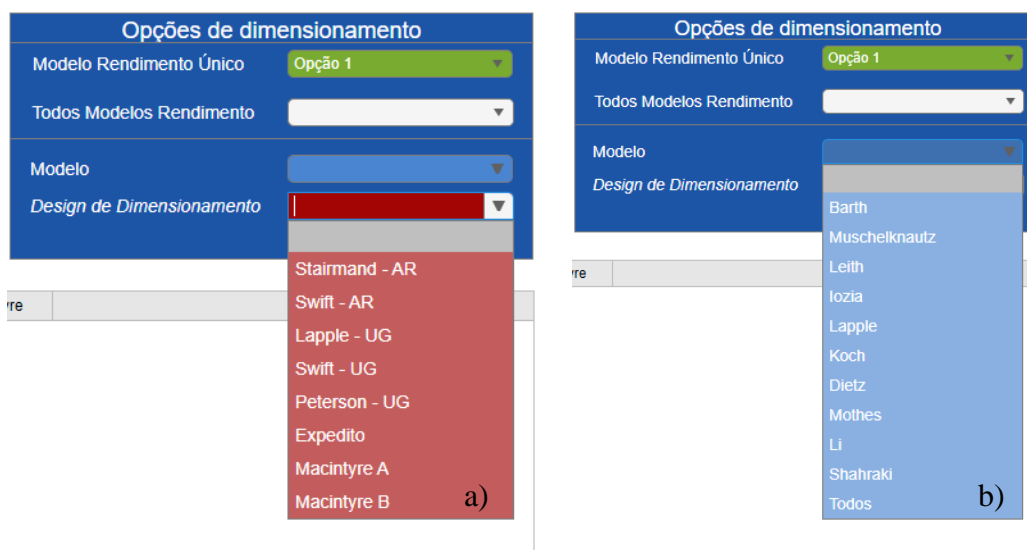 Opções de dimensionamento
Modelo Rendimento Único
Opção 1
Todos Modelos Rendimento
Modelo
Design de Dimensionamento
yre
Stairmand - AR
Swift - AR
Lapple - UG
Swift - UG
Peterson - UG
Expedito
Macintyre A
Macintyre B
a)
Opções de dimensionamento
Modelo Rendimento Único
Opção 1
Todos Modelos Rendimento
Modelo
Design de Dimensionamento
yre
Barth
Muschelknautz
Leith
Iozia
Lapple
Koch
Dietz
Mothes
Li
Shahraki
Todos
b)